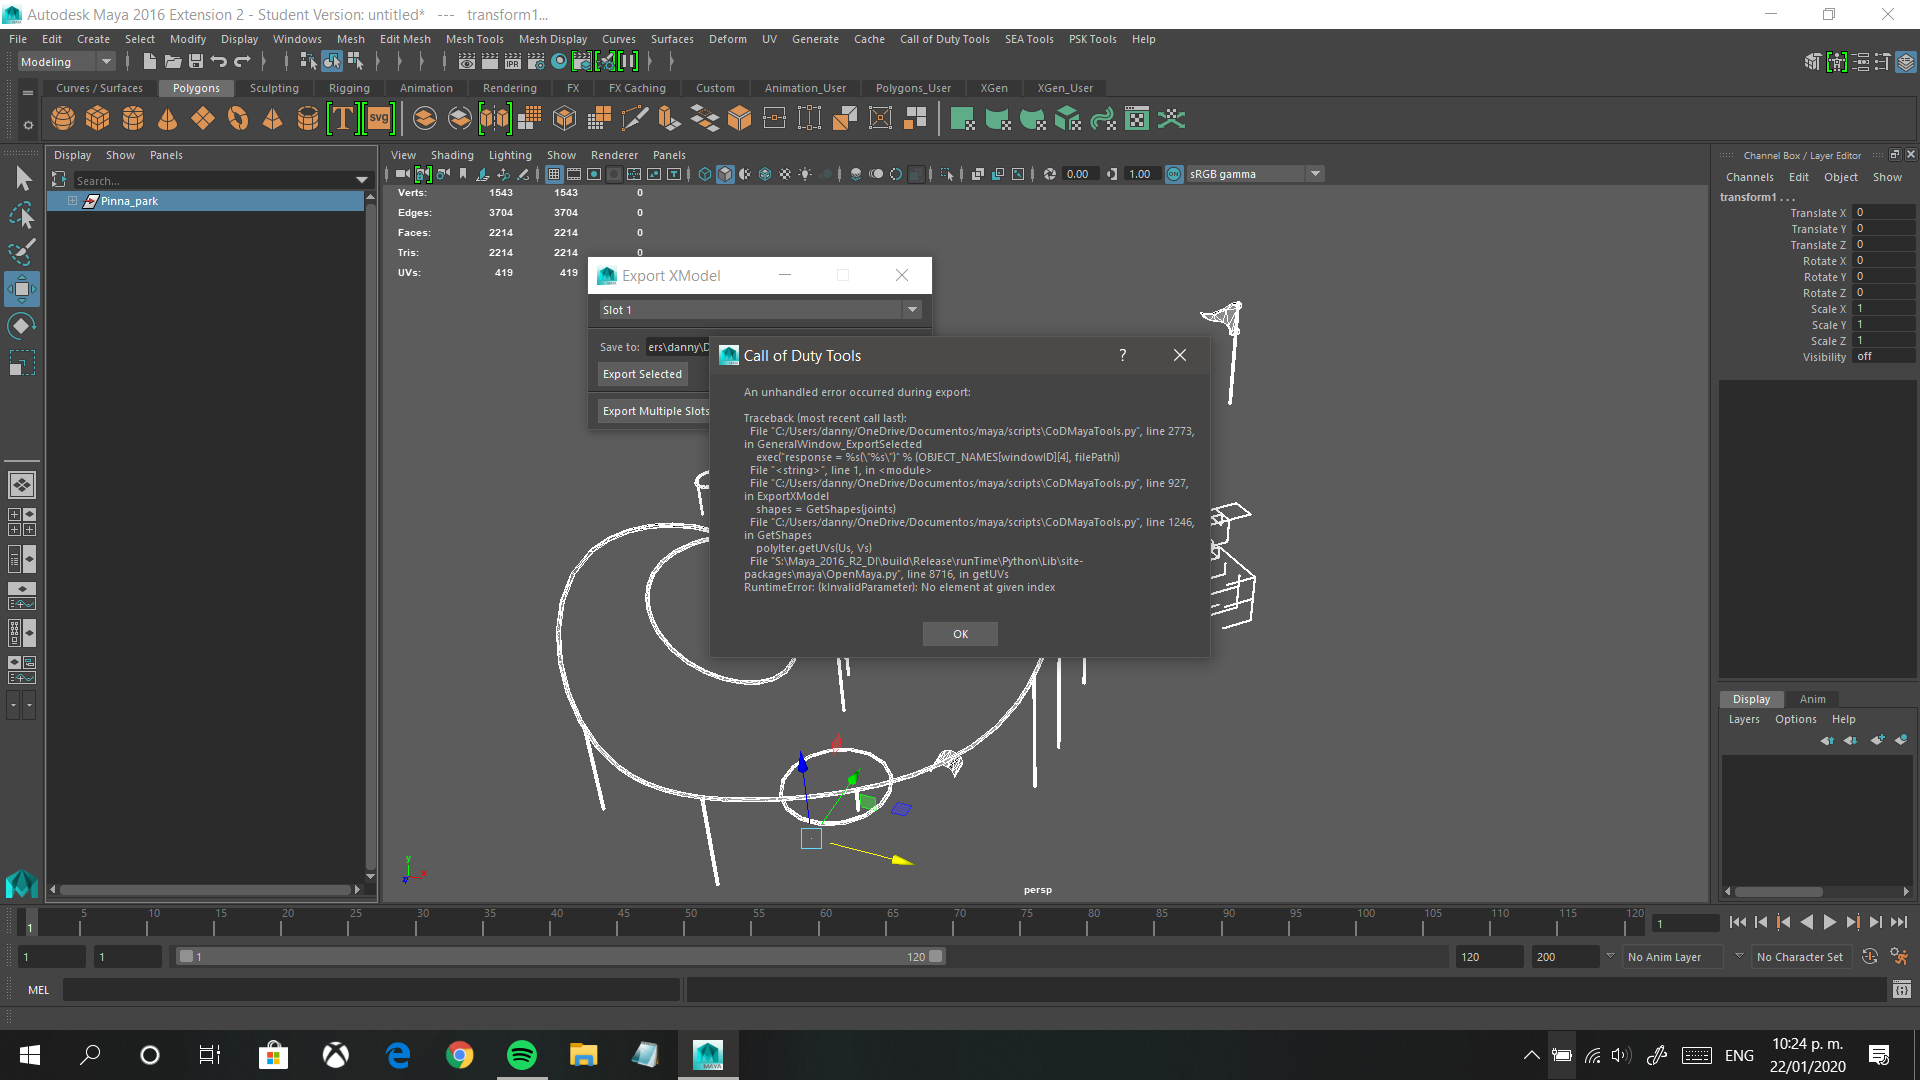 Autodesk Maya 2016 Extension 2 - Student Version: untitled*   ---   transform1...
File Edit Create Select Modify Display Windows Mesh Edit Mesh Mesh Tools Mesh Display Curves Surfaces Deform UV Generate Cache Call of Duty Tools SEA Tools PSK Tools Help
Modeling
IPR
Curves / Surfaces Polygons Sculpting Rigging Animation Rendering FX FX Caching Custom Animation_User Polygons_User XGen XGen_User
T svg
Display Show Panels
Search...
Pinna_park
View Shading Lighting Show Renderer Panels
0.00 1.00 ON sRGB gamma
Verts: 1543 1543 0
Edges: 3704 3704 0
Faces: 2214 2214 0
Tris: 2214 2214 0
UVs: 419 419
Export XModel
Slot 1
Save to: ers\danny\D
Export Selected
Export Multiple Slots
Call of Duty Tools
?
An unhandled error occurred during export:
Traceback (most recent call last):
File "C:/Users/danny/OneDrive/Documentos/maya/scripts\CoDMayaTools.py", line 2773,
in GeneralWindow_ExportSelected
exec("response = %s(\"%s\")" % (OBJECT_NAMES[windowID][4], filePath))
File "<string>", line 1, in <module>
File "C:/Users/danny/OneDrive/Documentos/maya/scripts\CoDMayaTools.py", line 927,
in ExportXModel
shapes = GetShapes(joints)
File "C:/Users/danny/OneDrive/Documentos/maya/scripts\CoDMayaTools.py", line 1246,
in GetShapes
polyIter.getUVs(Us, Vs)
File "S:\Maya_2016_R2_DI\build\Release\runTime\Python\Lib\site-
packages\maya\OpenMaya.py", line 8716, in getUVs
RuntimeError: (kInvalidParameter): No element at given index
OK
y
x
z
persp
Channel Box / Layer Editor
Channels Edit Object Show
transform1 . . .
Translate X 0
Translate Y 0
Translate Z 0
Rotate X 0
Rotate Y 0
Rotate Z 0
Scale X 1
Scale Y 1
Scale Z 1
Visibility off
Display Anim
Layers Options Help
5 10 15 20 25 30 35 40 45 50 55 60 65 70 75 80 85 90 95 100 105 110 115 120
1 1
1 1 1 120 120 200 No Anim Layer No Character Set
MEL
MAYA
ENG
10:24 p. m.
22/01/2020